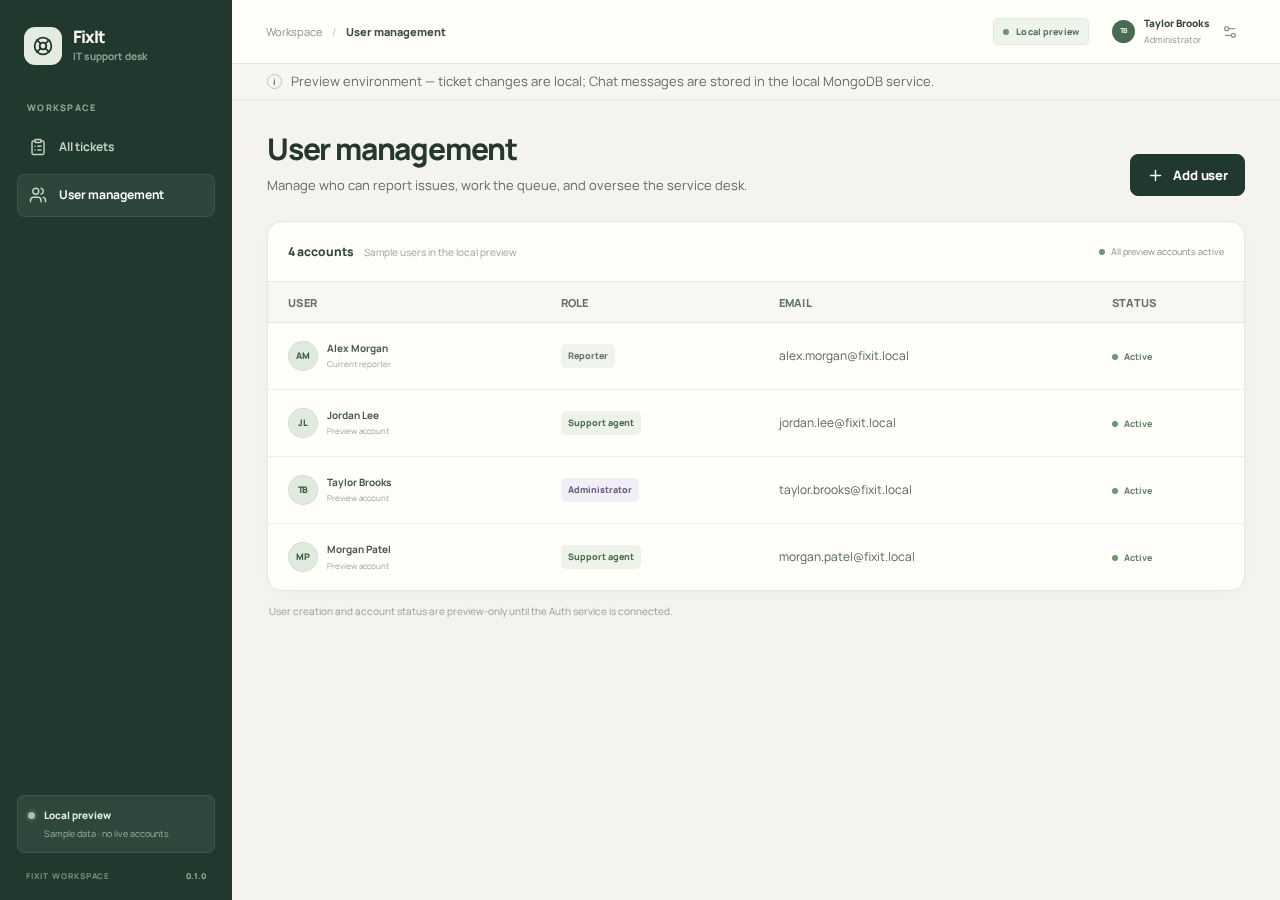 FixIt
IT support desk
WORKSPACE
All tickets
User management
Local preview
Sample data · no live accounts
FIXIT WORKSPACE 0.1.0
Workspace / User management
Local preview
TB
Taylor Brooks
Administrator
i Preview environment — ticket changes are local; Chat messages are stored in the local MongoDB service.
User management
Manage who can report issues, work the queue, and oversee the service desk.
+ Add user
4 accounts Sample users in the local preview
All preview accounts active
USER ROLE EMAIL STATUS
AM Alex Morgan Reporter alex.morgan@fixit.local Active
Current reporter
JL Jordan Lee Support agent jordan.lee@fixit.local Active
Preview account
TB Taylor Brooks Administrator taylor.brooks@fixit.local Active
Preview account
MP Morgan Patel Support agent morgan.patel@fixit.local Active
Preview account
User creation and account status are preview-only until the Auth service is connected.